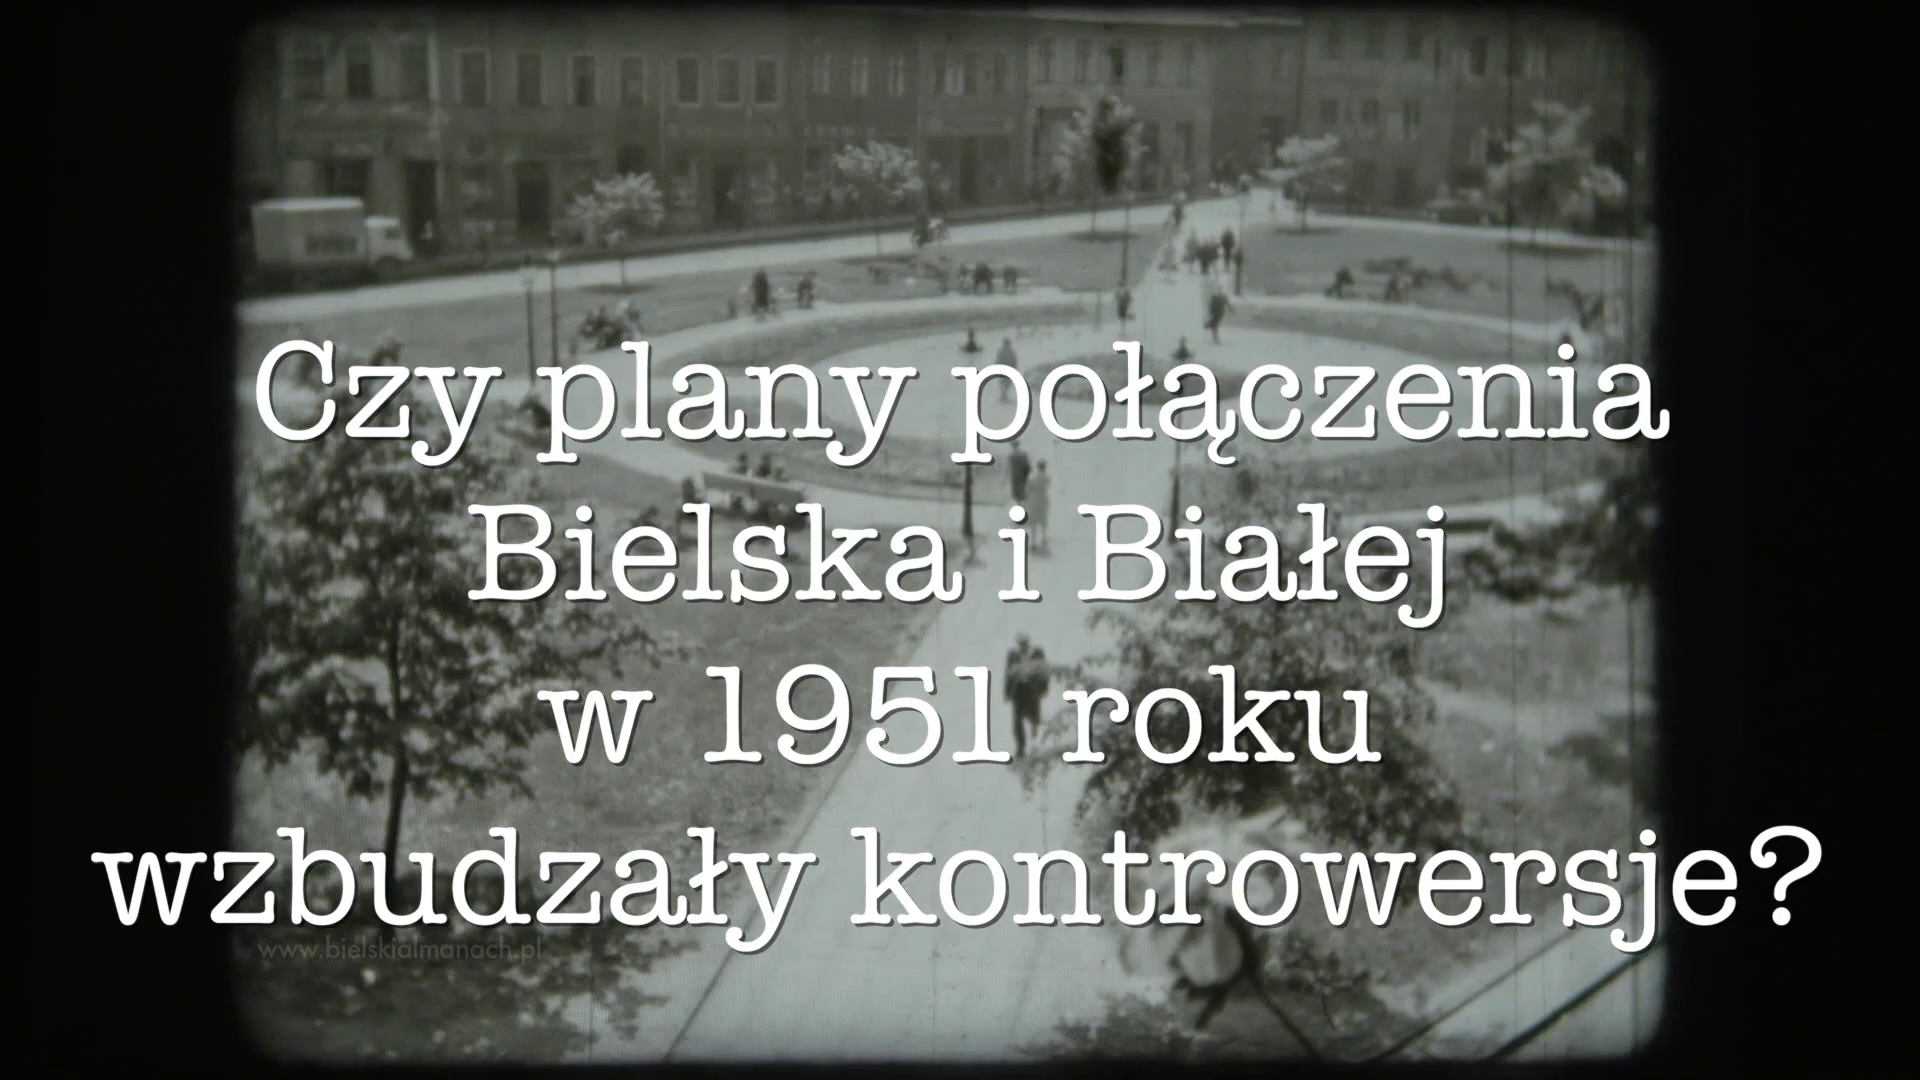 Czy plany połączenia
Bielska i Białej
w 1951 roku
wzbudzały kontrowersje?
www.bielskialmanach.pl